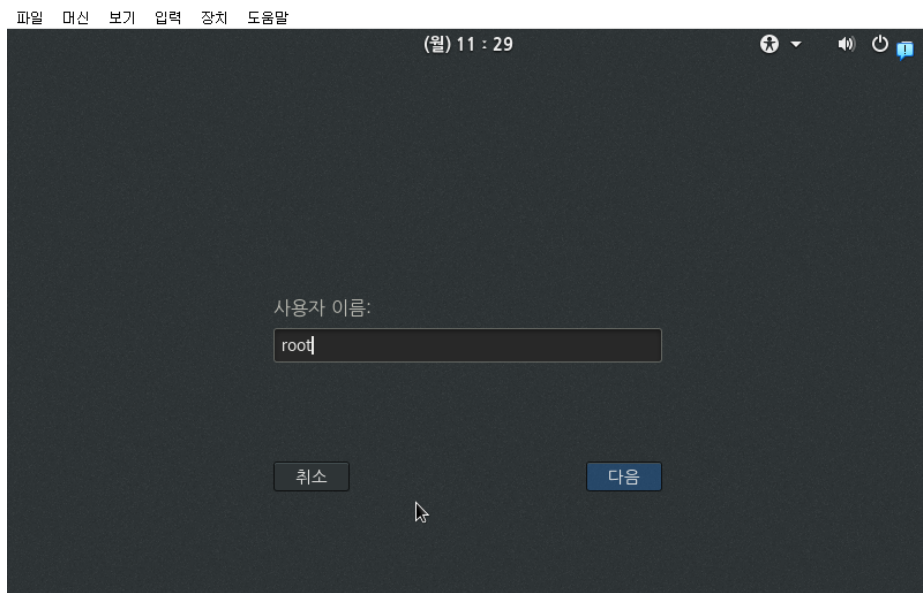 파일 머신 보기 입력 장치 도움말
(월) 11 : 29
사용자 이름:
root
취소 다음